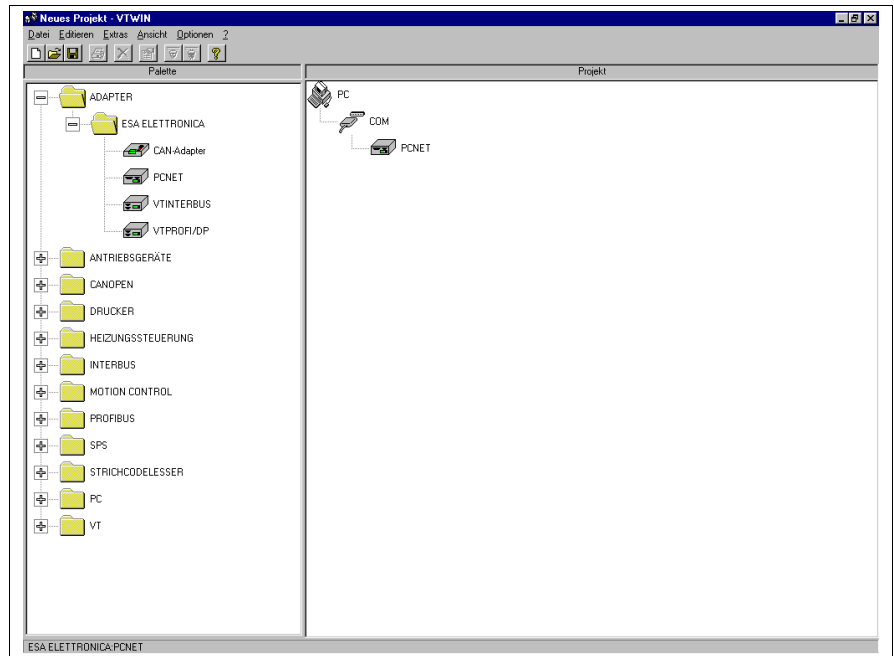 Neues Projekt - VTWIN
Datei Editieren Extras Ansicht Optionen ?
Palette
Projekt
ADAPTER
ESA ELETTRONICA
CAN-Adapter
PCNET
VTINTERBUS
VTPROFI/DP
ANTRIEBSGERÄTE
CANOPEN
DRUCKER
HEIZUNGSSTEUERUNG
INTERBUS
MOTION CONTROL
PROFIBUS
SPS
STRICHCODELESSER
PC
VT
PC
COM
PCNET
ESA ELETTRONICA:PCNET